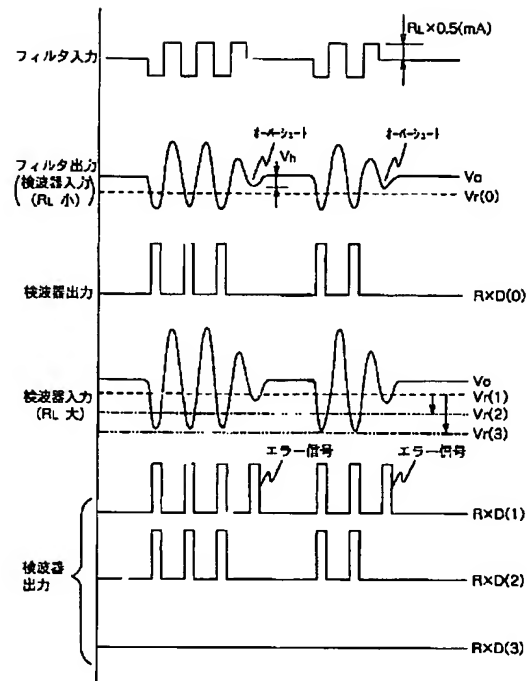 RL×0.5(mA)
フィルタ入力
オーバーシュート
オーバーシュート
Vh
フィルタ出力
(検波器入力
(RL 小))
Vo
Vr(0)
検波器出力
R×D(0)
検波器入力
(RL 大)
Vo
Vr(1)
Vr(2)
Vr(3)
エラー信号
エラー信号
R×D(1)
検波器
出力
R×D(2)
R×D(3)